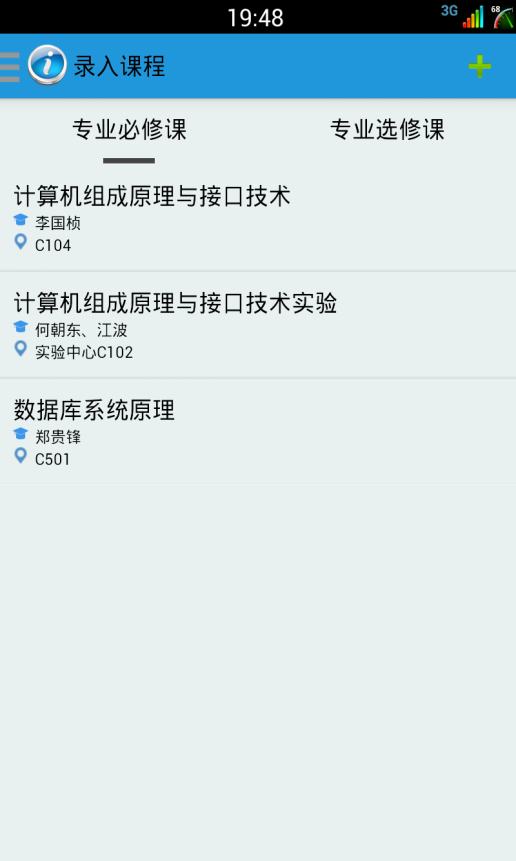 19:48
3G
68
录入课程
专业必修课
专业选修课
计算机组成原理与接口技术
李国桢
C104
计算机组成原理与接口技术实验
何朝东、江波
实验中心C102
数据库系统原理
郑贵锋
C501